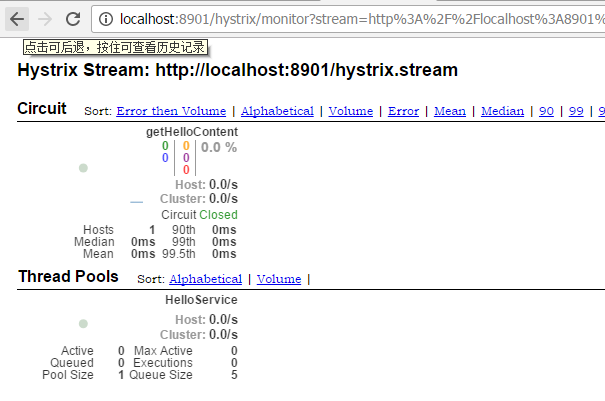 localhost:8901/hystrix/monitor?stream=http%3A%2F%2Flocalhost%3A8901%
点击可后退，按住可查看历史记录
Hystrix Stream: http://localhost:8901/hystrix.stream
Circuit Sort: Error then Volume | Alphabetical | Volume | Error | Mean | Median | 90 | 99 | 9
getHelloContent
0 0 0.0 %
0 0
0
Host: 0.0/s
Cluster: 0.0/s
Circuit Closed
Hosts 1 90th 0ms
Median 0ms 99th 0ms
Mean 0ms 99.5th 0ms
Thread Pools Sort: Alphabetical | Volume |
HelloService
Host: 0.0/s
Cluster: 0.0/s
Active 0 Max Active 0
Queued 0 Executions 0
Pool Size 1 Queue Size 5